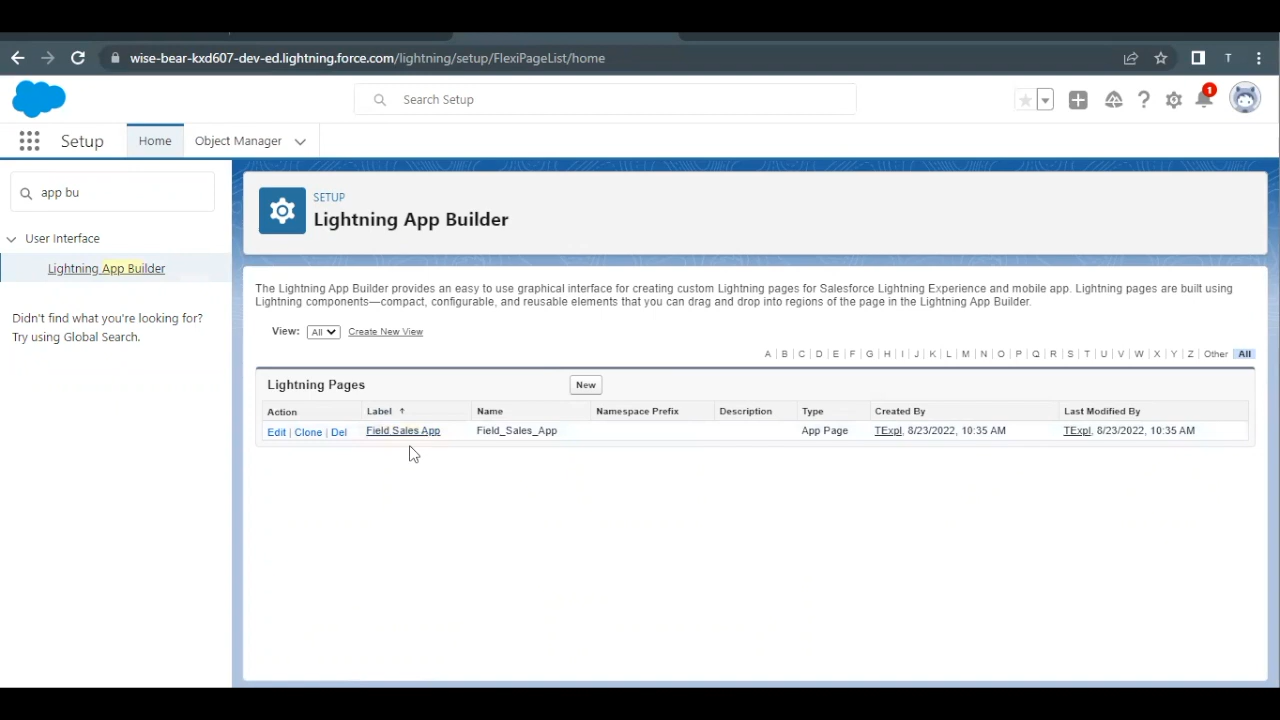 wise-bear-kxd607-dev-ed.lightning.force.com/lightning/setup/FlexiPageList/home
T
Search Setup
1
Setup
Home
Object Manager
app bu
User Interface
Lightning App Builder
Didn't find what you're looking for?
Try using Global Search.
SETUP
Lightning App Builder
The Lightning App Builder provides an easy to use graphical interface for creating custom Lightning pages for Salesforce Lightning Experience and mobile app. Lightning pages are built using
Lightning components—compact, configurable, and reusable elements that you can drag and drop into regions of the page in the Lightning App Builder.
View: All Create New View
A | B | C | D | E | F | G | H | I | J | K | L | M | N | O | P | Q | R | S | T | U | V | W | X | Y | Z | Other All
Lightning Pages New
Action Label ↑ Name Namespace Prefix Description Type Created By Last Modified By
Edit | Clone | Del Field Sales App Field_Sales_App App Page TExpl, 8/23/2022, 10:35 AM TExpl, 8/23/2022, 10:35 AM